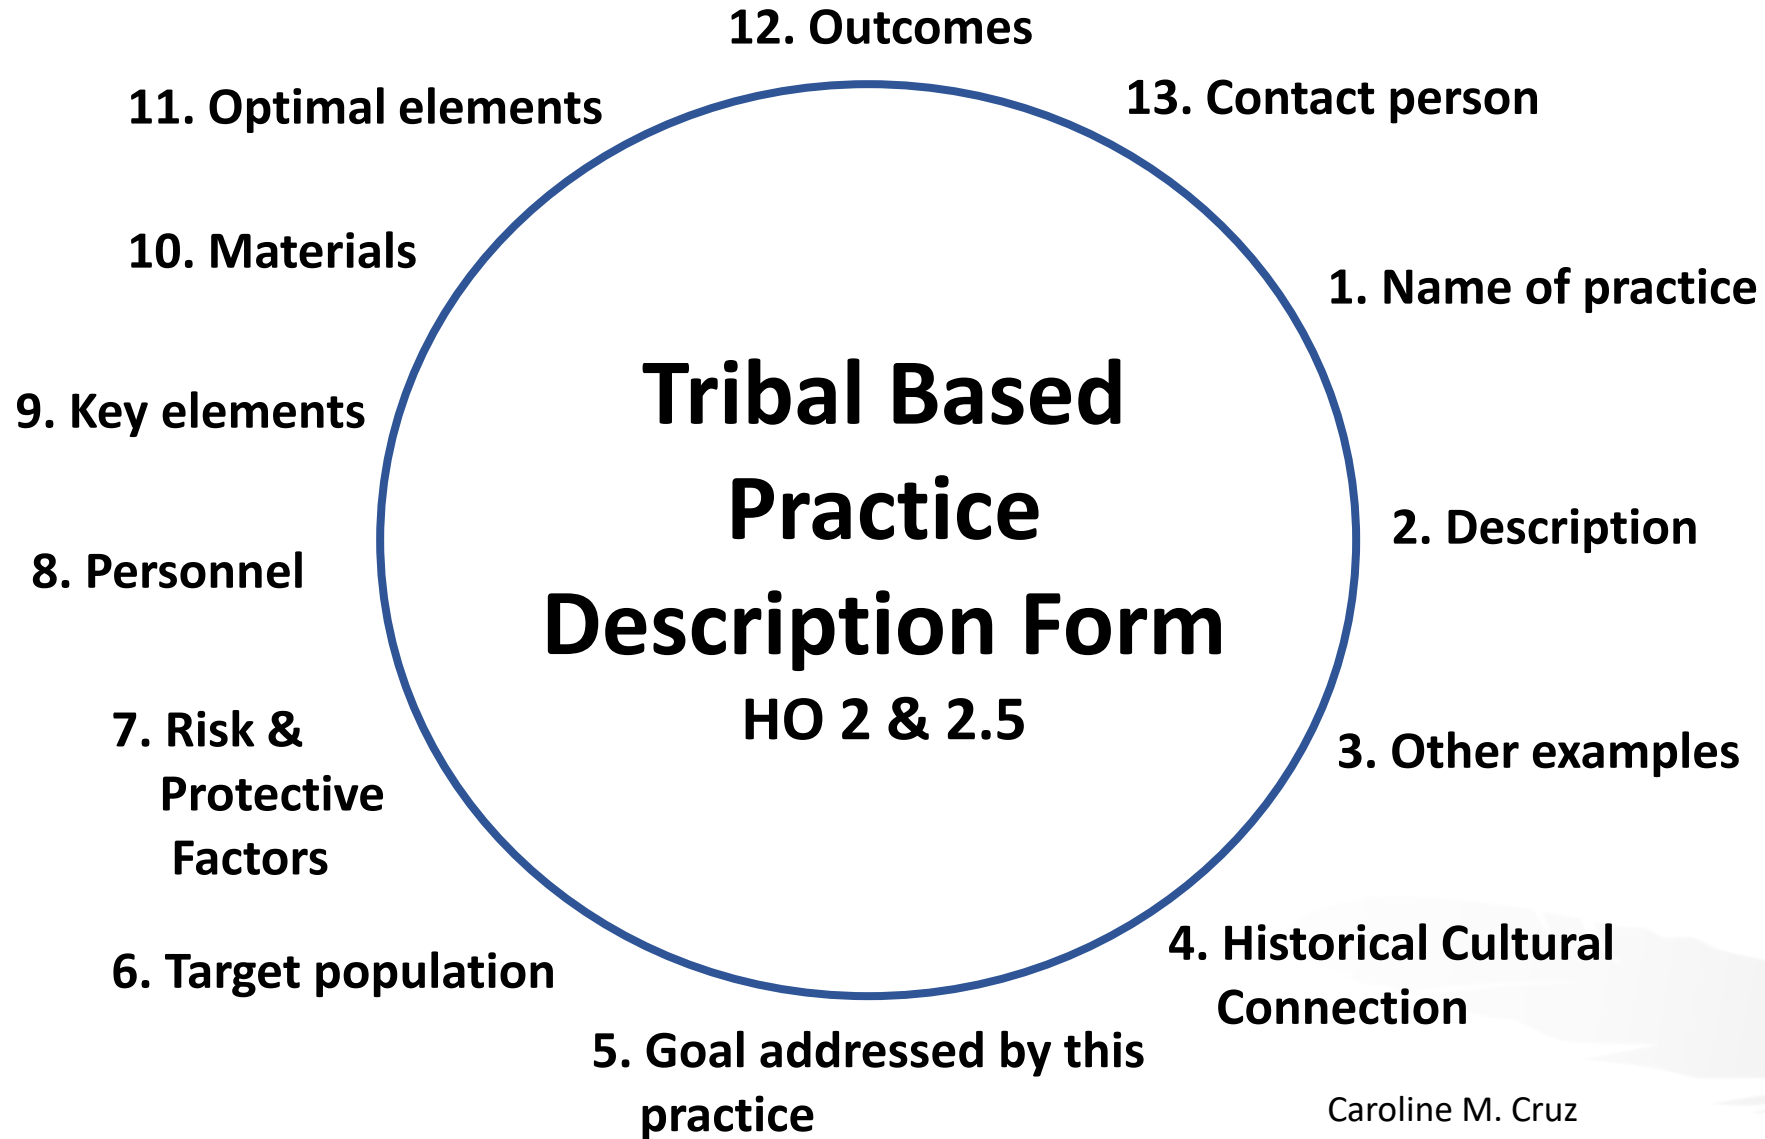 12. Outcomes
13. Contact person
1. Name of practice
2. Description
3. Other examples
4. Historical Cultural
Connection
5. Goal addressed by this
practice
6. Target population
7. Risk &
Protective
Factors
8. Personnel
9. Key elements
10. Materials
11. Optimal elements
Tribal Based
Practice
Description Form
HO 2 & 2.5
Caroline M. Cruz